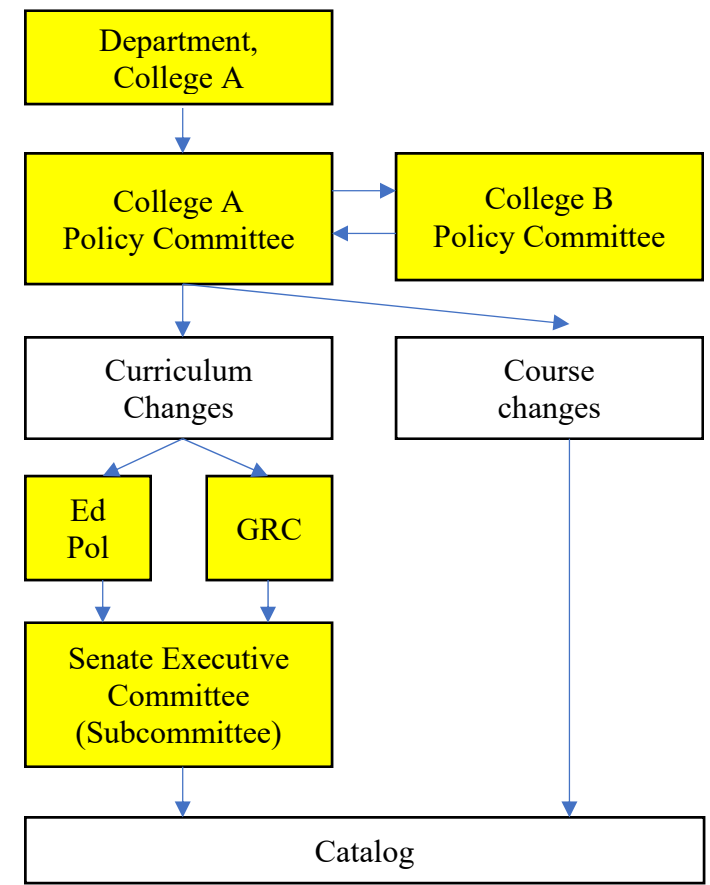 Department,
College A
College A
Policy Committee
College B
Policy Committee
Curriculum
Changes
Course
changes
Ed
Pol
GRC
Senate Executive
Committee
(Subcommittee)
Catalog